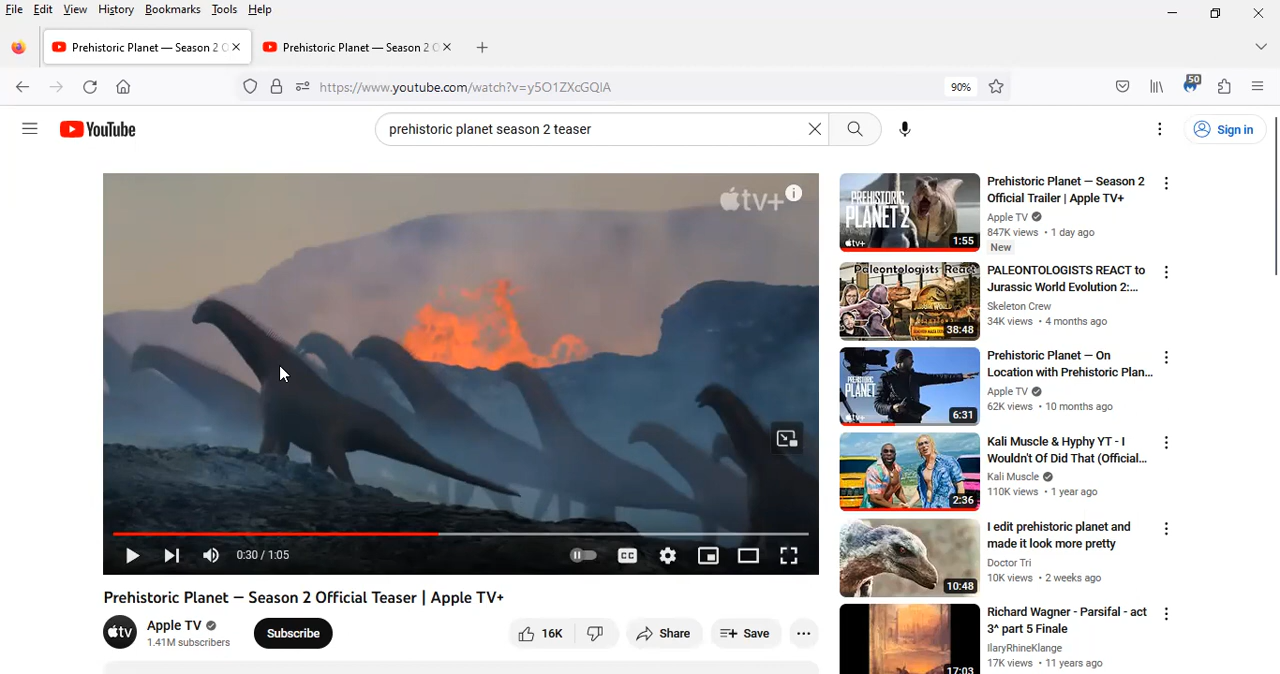 File Edit View History Bookmarks Tools Help
Prehistoric Planet — Season 2 O
Prehistoric Planet — Season 2 O
https://www.youtube.com/watch?v=y5O1ZXcGQIA
90%
50
YouTube
prehistoric planet season 2 teaser
Sign in
tv+
i
CC
0:30 / 1:05
Prehistoric Planet — Season 2 Official Teaser | Apple TV+
tv
Apple TV
1.41M subscribers
Subscribe
16K
Share
Save
PREHISTORIC
PLANET 2
tv+
1:55
Prehistoric Planet — Season 2
Official Trailer | Apple TV+
Apple TV
847K views • 1 day ago
New
Paleontologists React
JURASSIC WORLD
38:48
PALEONTOLOGISTS REACT to
Jurassic World Evolution 2:...
Skeleton Crew
34K views • 4 months ago
PREHISTORIC
PLANET
tv+
6:31
Prehistoric Planet — On
Location with Prehistoric Plan...
Apple TV
62K views • 10 months ago
2:36
Kali Muscle & Hyphy YT - I
Wouldn't Of Did That (Official...
Kali Muscle
110K views • 1 year ago
10:48
I edit prehistoric planet and
made it look more pretty
Doctor Tri
10K views • 2 weeks ago
17:03
Richard Wagner - Parsifal - act
3^ part 5 Finale
IlaryRhineKlange
17K views • 11 years ago